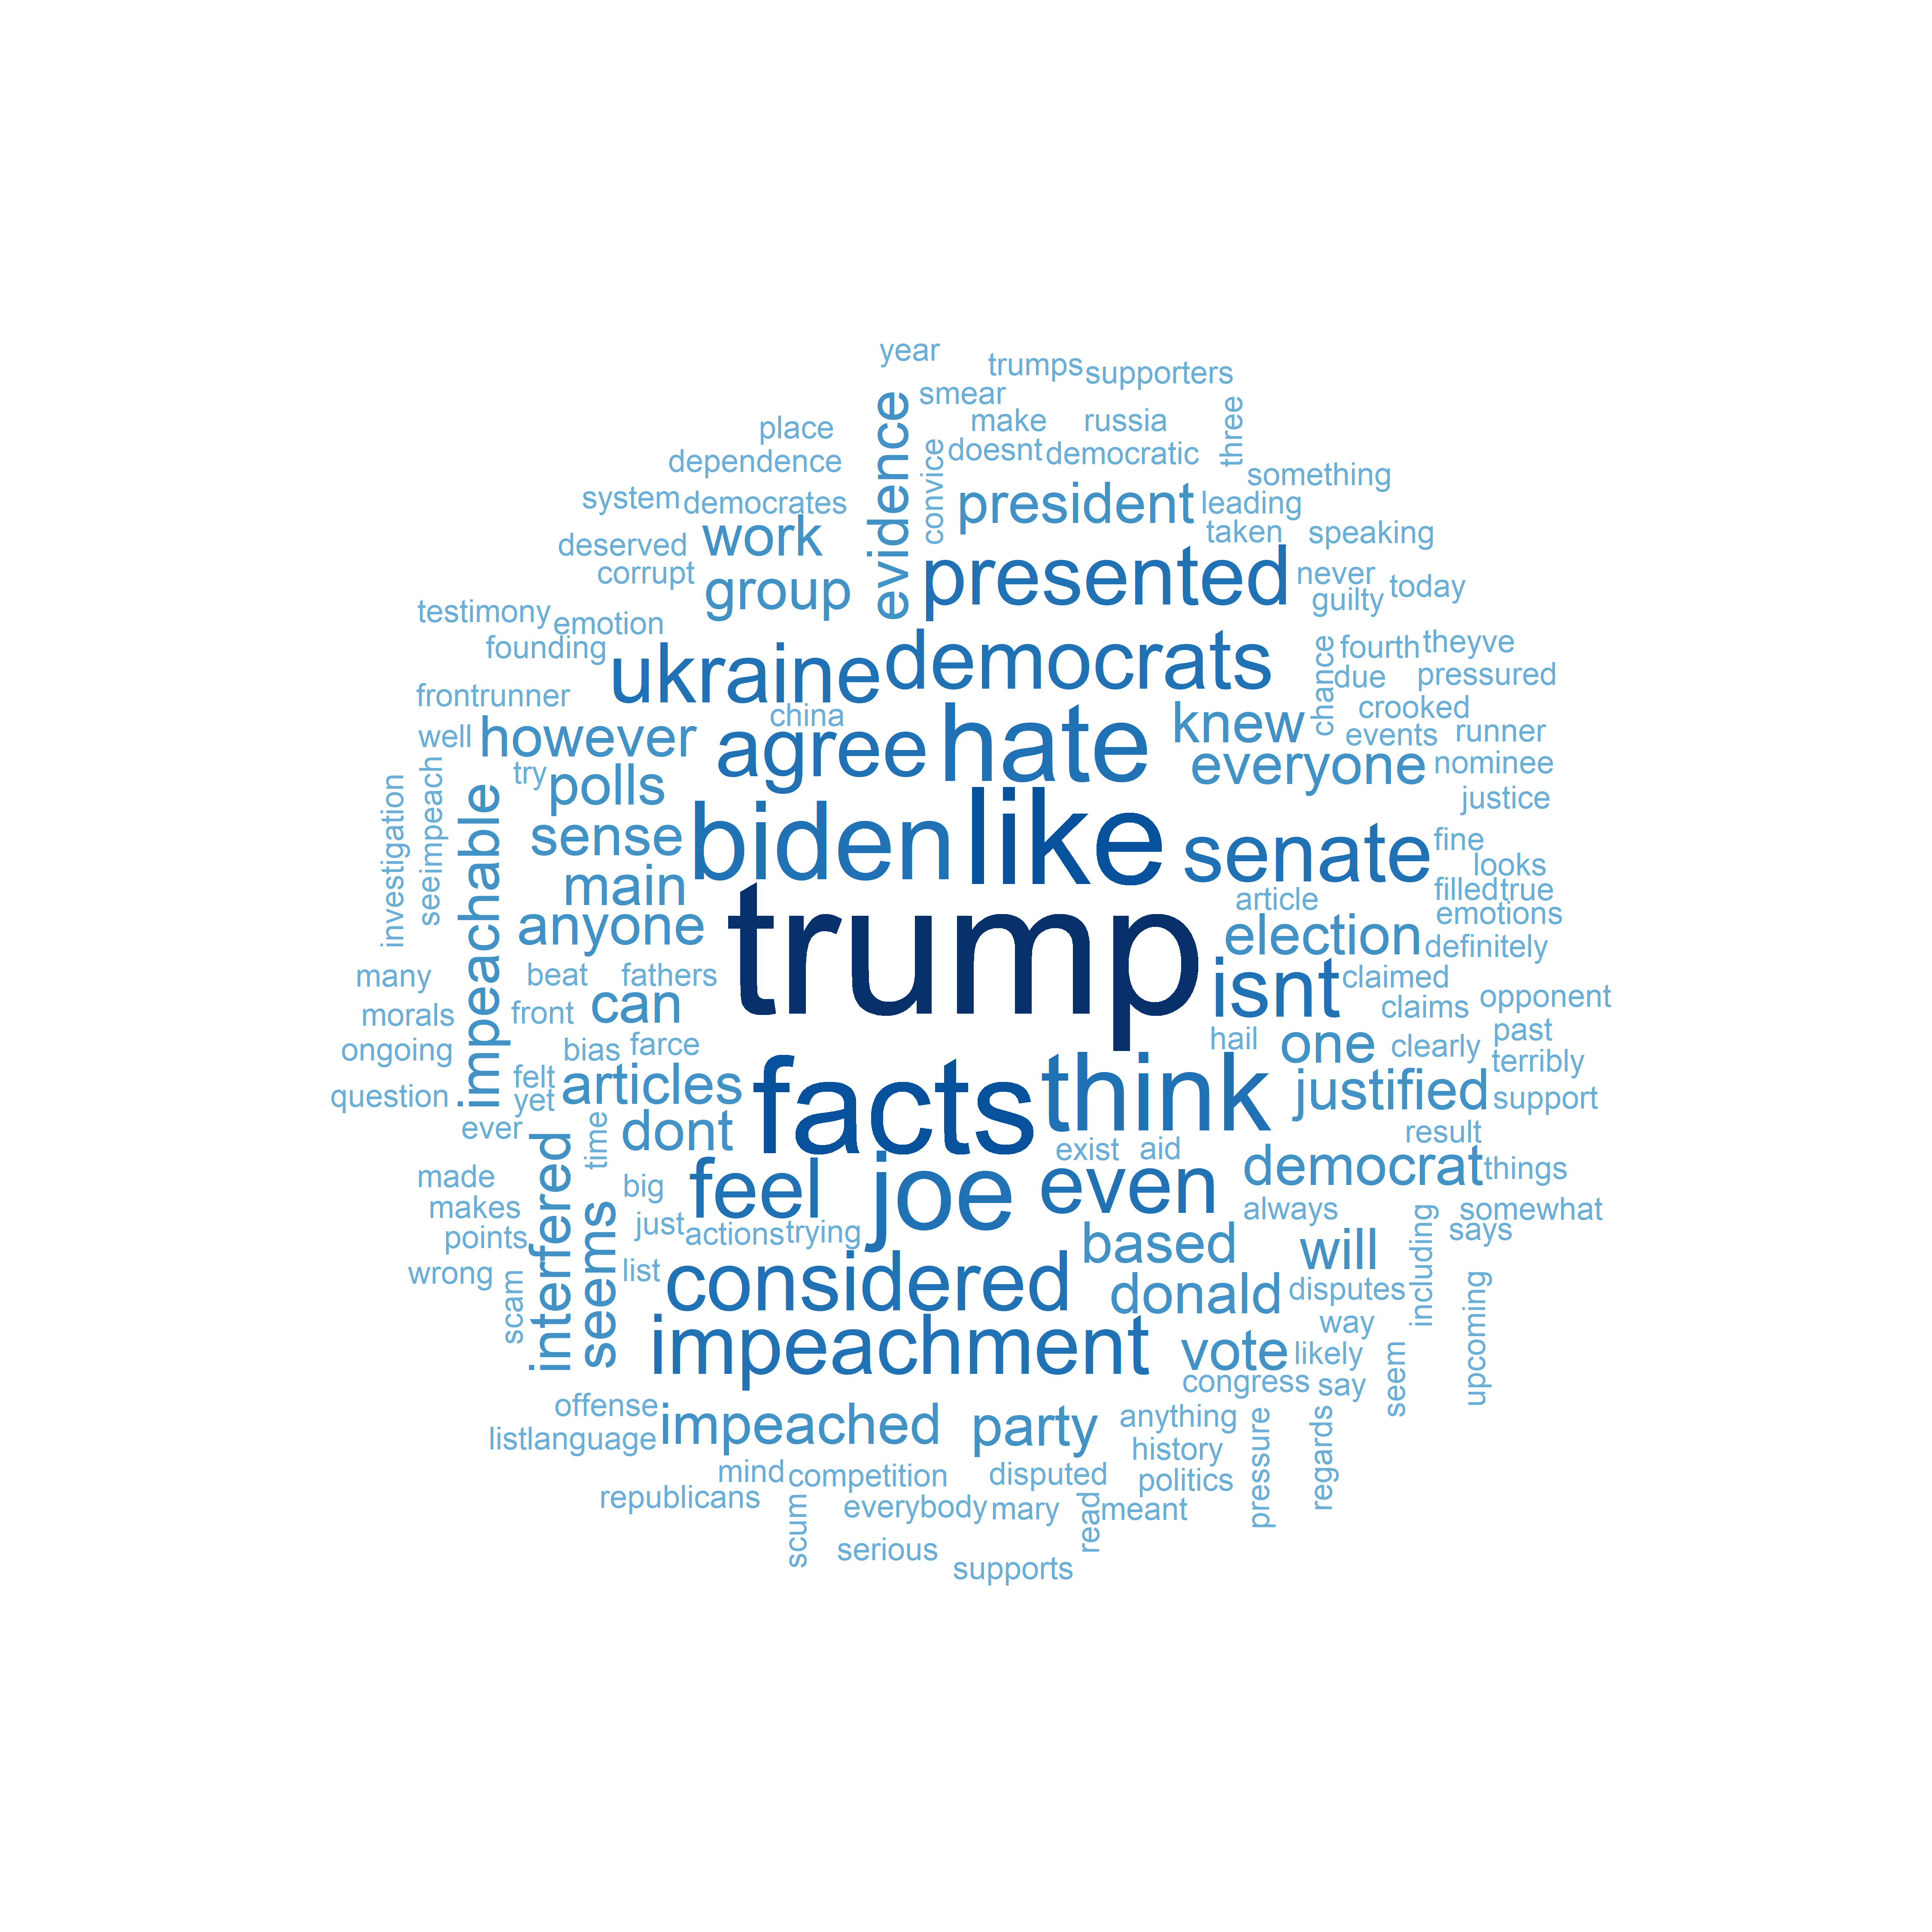 year
trumps
supporters
smear
make
russia
three
place
evidence
convice
doesnt
democratic
dependence
something
system
democrates
president
leading
work
taken
speaking
deserved
corrupt
group
presented
never
today
guilty
testimony
emotion
founding
ukraine
democrats
chance
fourth
theyve
due
pressured
frontrunner
china
crooked
well
however
agree
hate
knew
events
runner
everyone
nominee
try
polls
justice
investigation
seeimpeach
impeachable
sense
biden
like
senate
fine
looks
main
filledtrue
article
emotions
anyone
trump
election
definitely
many
beat
fathers
isnt
claimed
opponent
morals
front
can
claims
past
ongoing
bias
farce
hail
one
clearly
terribly
question
felt
yet
articles
facts
think
justified
support
ever
time
dont
exist
aid
result
interfered
made
feel
joe
even
democrat
things
makes
big
always
somewhat
points
seems
just
actions
trying
based
will
including
says
wrong
scam
list
considered
donald
disputes
upcoming
way
impeachment
vote
likely
seem
congress
say
offense
listlanguage
impeached
party
anything
pressure
regards
history
mind
competition
disputed
politics
republicans
scum
everybody
mary
read
meant
serious
supports